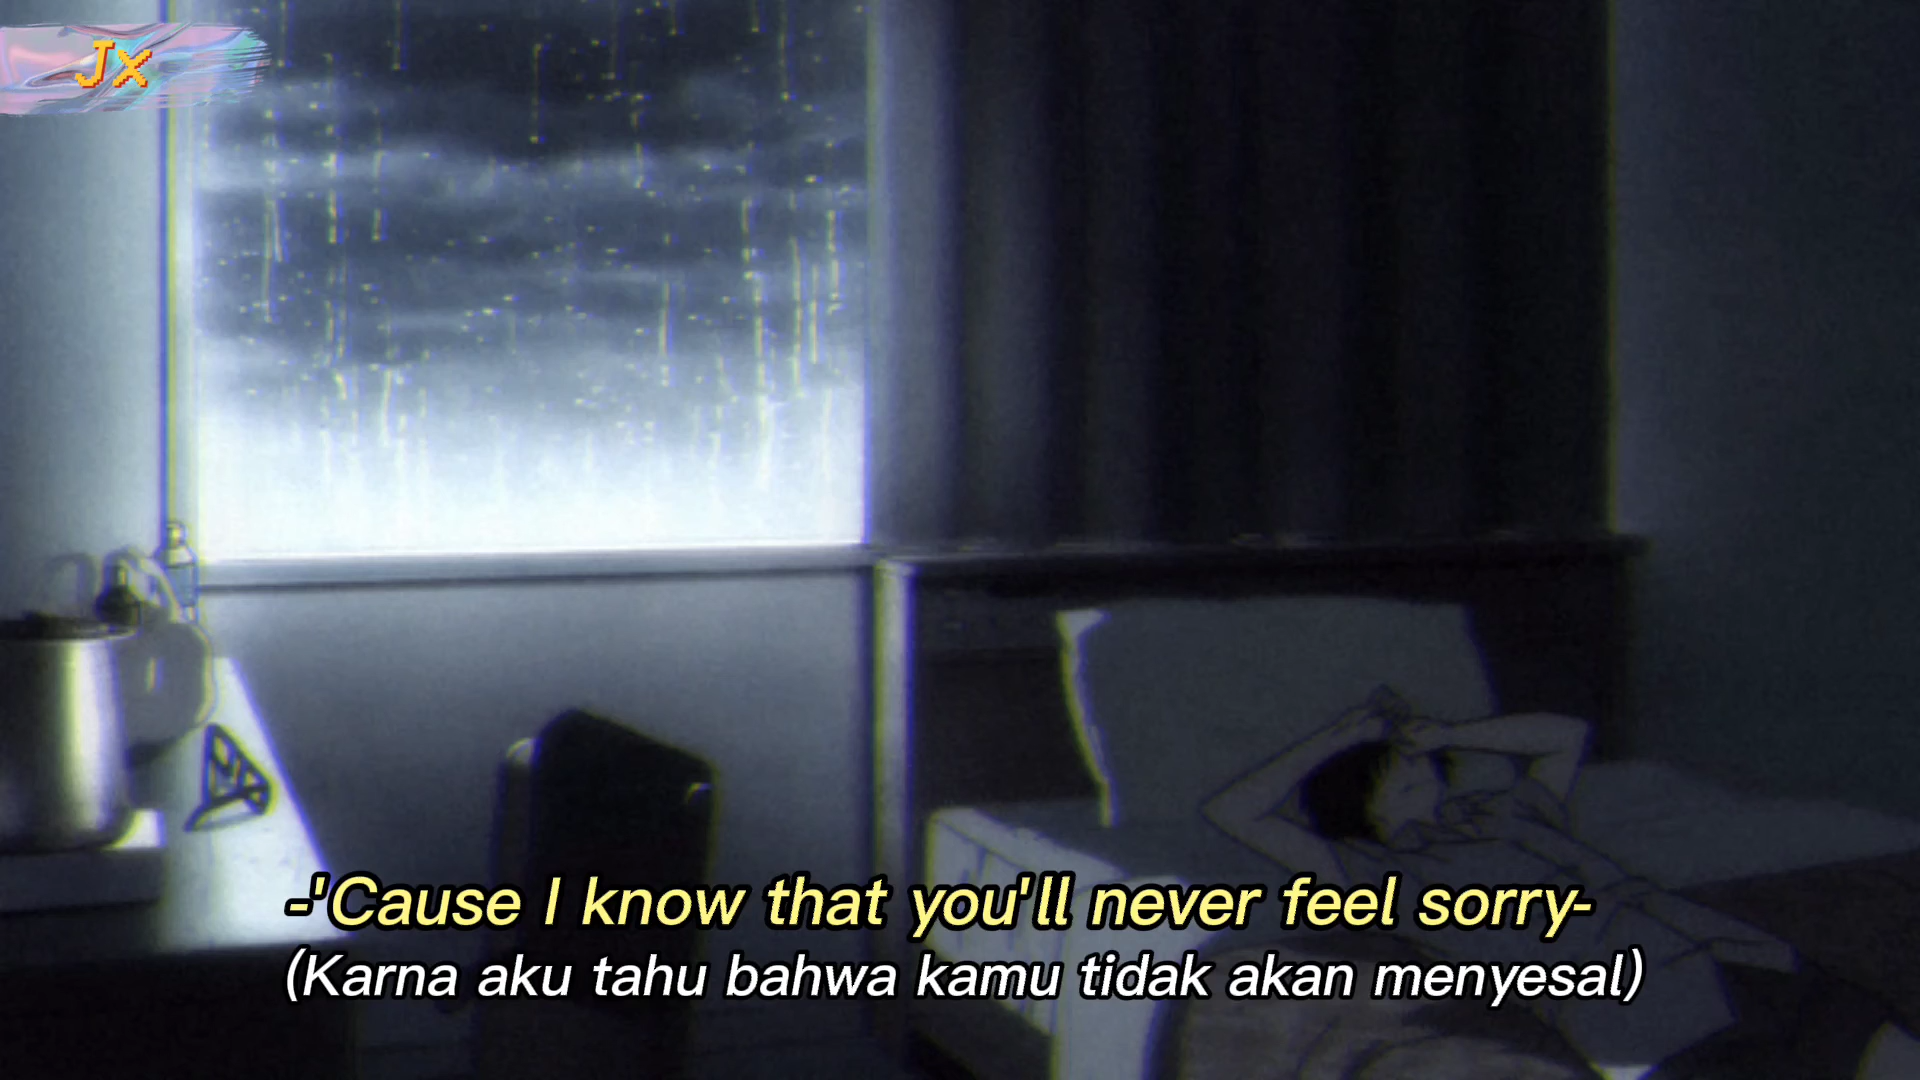 JX
-'Cause I know that you'll never feel sorry-
(Karna aku tahu bahwa kamu tidak akan menyesal)